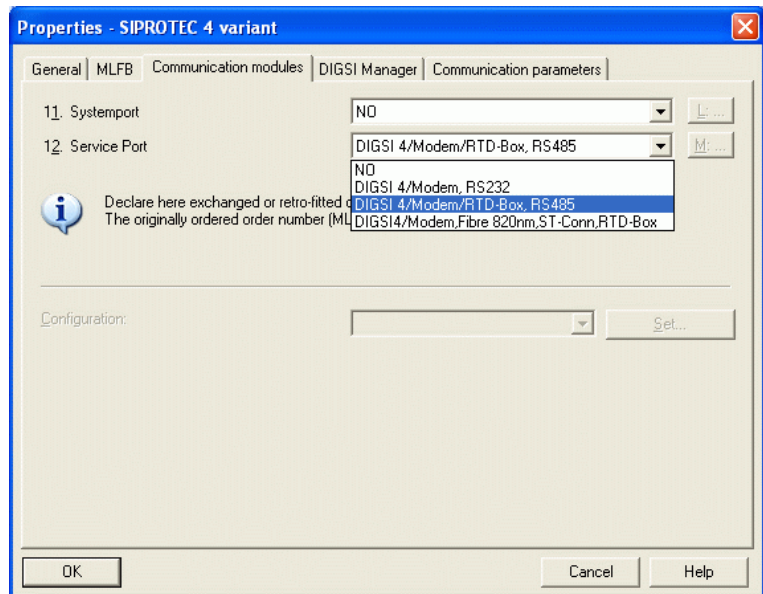 Properties - SIPROTEC 4 variant
General MLFB Communication modules DIGSI Manager Communication parameters
11. Systemport NO L: ...
12. Service Port DIGSI 4/Modem/RTD-Box, RS485 M: ...
NO
DIGSI 4/Modem, RS232
Declare here exchanged or retro-fitted DIGSI 4/Modem/RTD-Box, RS485
The originally ordered order number (ML DIGSI4/Modem,Fibre 820nm,ST-Conn,RTD-Box
Configuration: Set...
OK Cancel Help